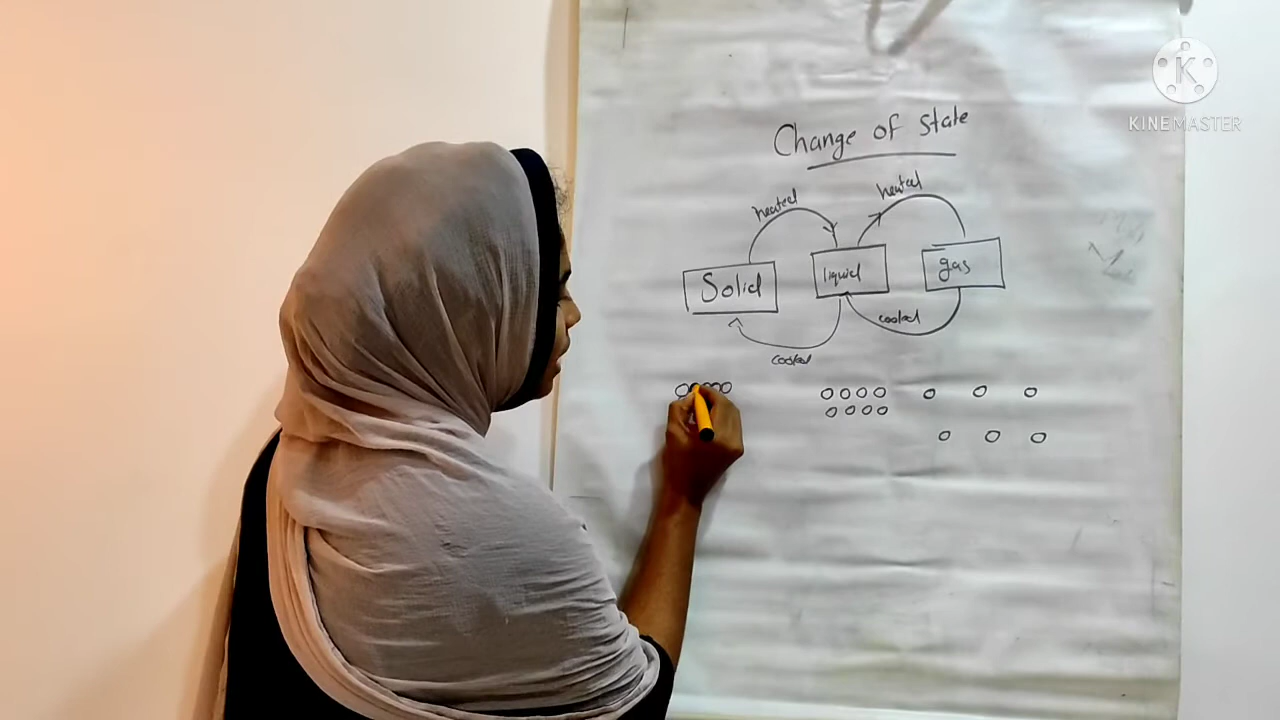 Change of state
heated
heated
Solid
liquid
gas
cooled
cooled
KINEMASTER